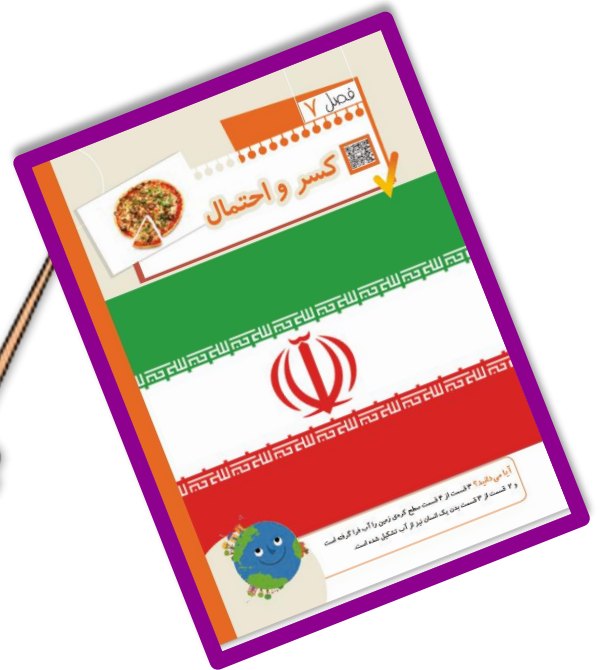 فصل ۷
کسر و احتمال
آیا می‌دانید؟ ۳ قسمت از ۴ قسمت سطح کره‌ی زمین را آب فرا گرفته است
و ۲ قسمت از ۳ قسمت بدن یک انسان نیز از آب تشکیل شده است.